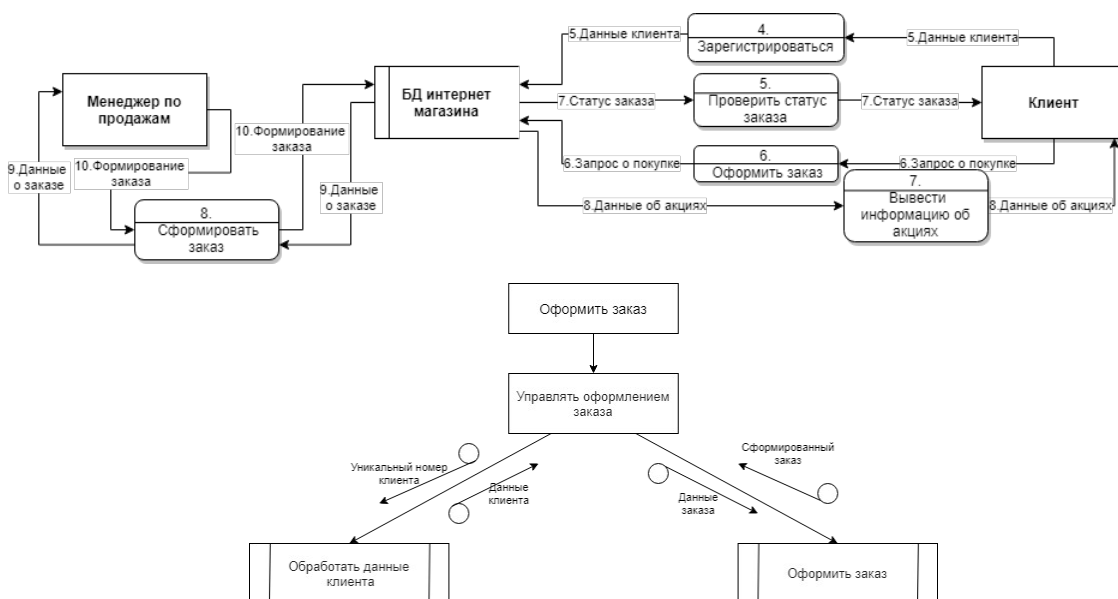 4.
Зарегистрироваться
5.Данные клиента
5.Данные клиента
Менеджер по
продажам
БД интернет
магазина
5.
Проверить статус
заказа
7.Статус заказа
7.Статус заказа
Клиент
10.Формирование
заказа
10.Формирование
заказа
9.Данные
о заказе
9.Данные
о заказе
6.
Оформить заказ
6.Запрос о покупке
6.Запрос о покупке
7.
Вывести
информацию об
акциях
8.Данные об акциях
8.Данные об акциях
8.
Сформировать
заказ
Оформить заказ
Управлять оформлением
заказа
Уникальный номер
клиента
Данные
клиента
Данные
заказа
Сформированный
заказ
Обработать данные
клиента
Оформить заказ